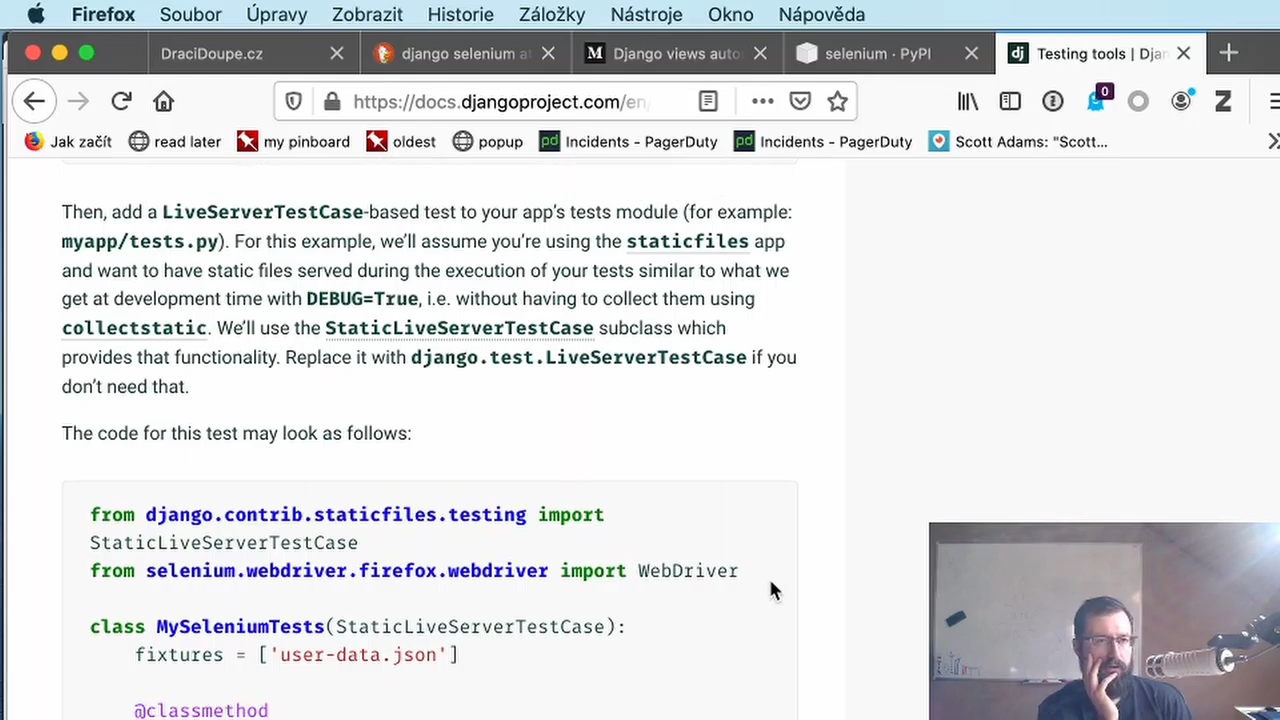 Firefox Soubor Úpravy Zobrazit Historie Záložky Nástroje Okno Nápověda
DraciDoupe.cz django selenium at M Django views auto selenium · PyPI dj Testing tools | Djan
https://docs.djangoproject.com/en/ 0 Z
Jak začít read later my pinboard oldest popup pd Incidents - PagerDuty pd Incidents - PagerDuty Scott Adams: "Scott...
Then, add a LiveServerTestCase-based test to your app's tests module (for example:
myapp/tests.py). For this example, we'll assume you're using the staticfiles app
and want to have static files served during the execution of your tests similar to what we
get at development time with DEBUG=True, i.e. without having to collect them using
collectstatic. We'll use the StaticLiveServerTestCase subclass which
provides that functionality. Replace it with django.test.LiveServerTestCase if you
don't need that.
The code for this test may look as follows:
from django.contrib.staticfiles.testing import
StaticLiveServerTestCase
from selenium.webdriver.firefox.webdriver import WebDriver
class MySeleniumTests(StaticLiveServerTestCase):
fixtures = ['user-data.json']
@classmethod